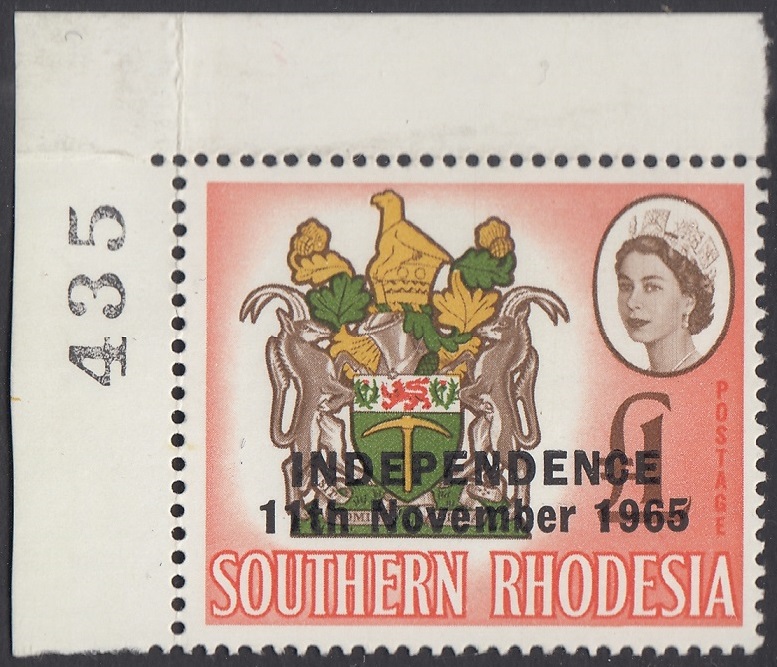 435
£1
POSTAGE
INDEPENDENCE
11th November 1965
SOUTHERN RHODESIA